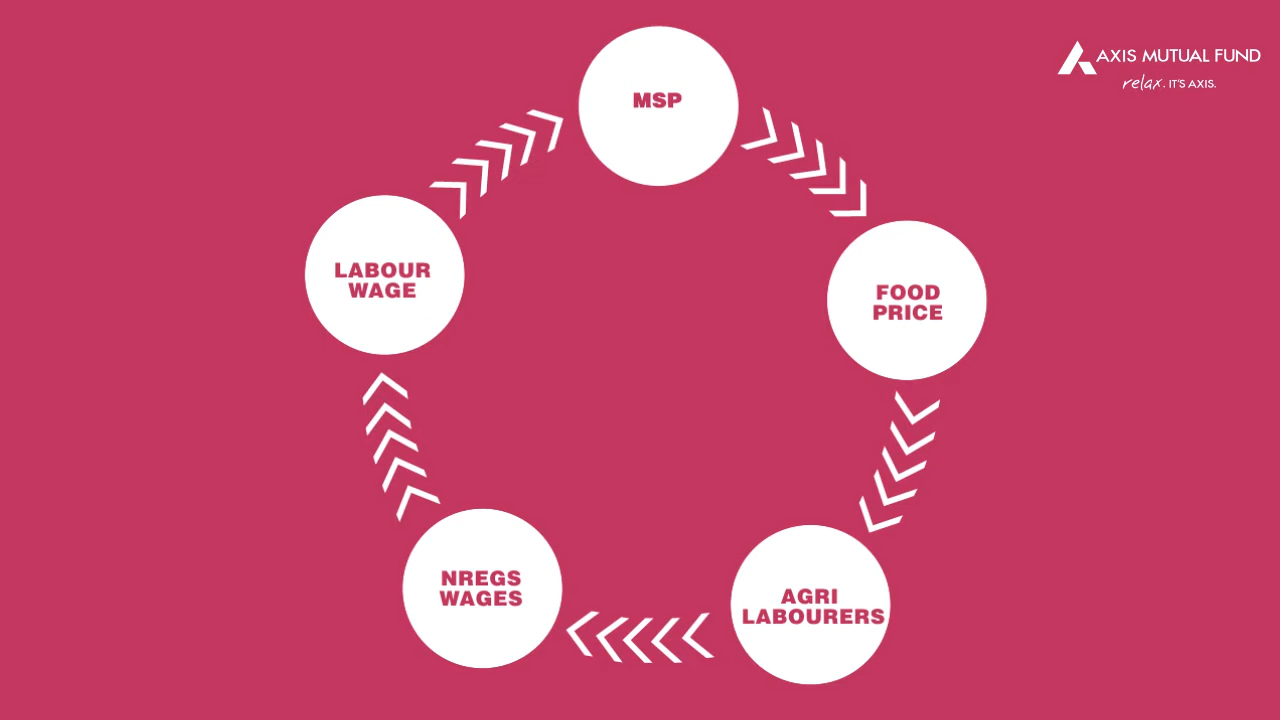 MSP
AXIS MUTUAL FUND
relax. IT'S AXIS.
FOOD
PRICE
AGRI
LABOURERS
NREGS
WAGES
LABOUR
WAGE